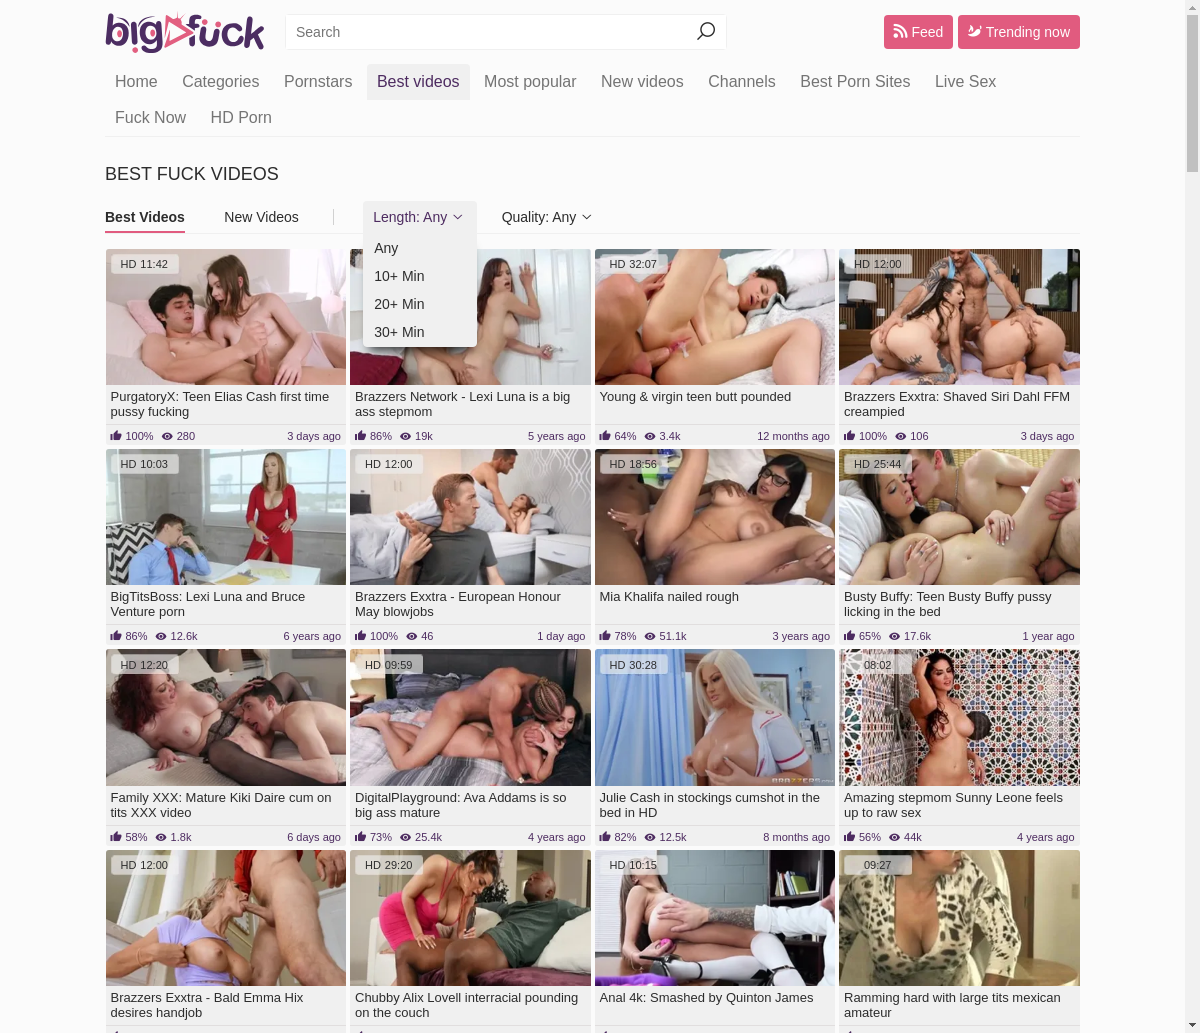 bigfuck
Search
Feed
Trending now
Home Categories Pornstars Best videos Most popular New videos Channels Best Porn Sites Live Sex
Fuck Now HD Porn
BEST FUCK VIDEOS
Best Videos New Videos Length: Any Quality: Any
Any
10+ Min
20+ Min
30+ Min
HD 11:42
HD 32:07
HD 12:00
PurgatoryX: Teen Elias Cash first time
pussy fucking
100% 280 3 days ago
Brazzers Network - Lexi Luna is a big
ass stepmom
86% 19k 5 years ago
Young & virgin teen butt pounded
64% 3.4k 12 months ago
Brazzers Exxtra: Shaved Siri Dahl FFM
creampied
100% 106 3 days ago
HD 10:03
BigTitsBoss: Lexi Luna and Bruce
Venture porn
86% 12.6k 6 years ago
HD 12:00
Brazzers Exxtra - European Honour
May blowjobs
100% 46 1 day ago
HD 18:56
Mia Khalifa nailed rough
78% 51.1k 3 years ago
HD 25:44
Busty Buffy: Teen Busty Buffy pussy
licking in the bed
65% 17.6k 1 year ago
HD 12:20
Family XXX: Mature Kiki Daire cum on
tits XXX video
58% 1.8k 6 days ago
HD 09:59
DigitalPlayground: Ava Addams is so
big ass mature
73% 25.4k 4 years ago
HD 30:28
BRAZZERS
Julie Cash in stockings cumshot in the
bed in HD
82% 12.5k 8 months ago
08:02
Amazing stepmom Sunny Leone feels
up to raw sex
56% 44k 4 years ago
HD 12:00
Brazzers Exxtra - Bald Emma Hix
desires handjob
HD 29:20
Chubby Alix Lovell interracial pounding
on the couch
HD 10:15
Anal 4k: Smashed by Quinton James
09:27
Ramming hard with large tits mexican
amateur